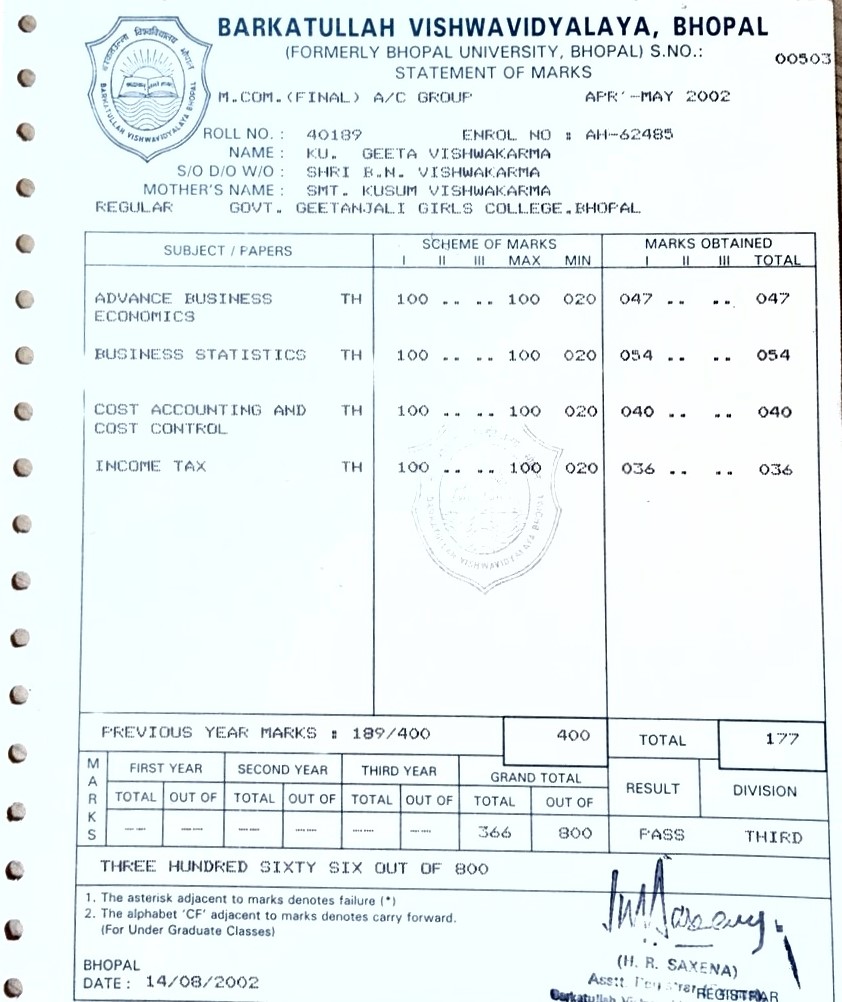 BARKATULLAH VISHWAVIDYALAYA, BHOPAL
(FORMERLY BHOPAL UNIVERSITY, BHOPAL) S.NO.: 00503
STATEMENT OF MARKS
M.COM.(FINAL) A/C GROUP APR'-MAY 2002
BARKATULLAH VISHWAVIDYALAYA BHOPAL
ROLL NO. : 40189 ENROL NO : AH-62485
NAME : KU. GEETA VISHWAKARMA
S/O D/O W/O : SHRI B.N. VISHWAKARMA
MOTHER'S NAME : SMT. KUSUM VISHWAKARMA
REGULAR GOVT. GEETANJALI GIRLS COLLEGE.BHOPAL
SUBJECT / PAPERS SCHEME OF MARKS MARKS OBTAINED
I II III MAX MIN I II III TOTAL
ADVANCE BUSINESS TH 100 .. .. 100 020 047 .. .. 047
ECONOMICS
BUSINESS STATISTICS TH 100 .. .. 100 020 054 .. .. 054
COST ACCOUNTING AND TH 100 .. .. 100 020 040 .. .. 040
COST CONTROL
INCOME TAX TH 100 .. .. 100 020 036 .. .. 036
BARKATULLAH VISHWAVIDYALAYA BHOPAL
PREVIOUS YEAR MARKS : 189/400 400 TOTAL 177
MARKS FIRST YEAR SECOND YEAR THIRD YEAR GRAND TOTAL RESULT DIVISION
TOTAL OUT OF TOTAL OUT OF TOTAL OUT OF TOTAL OUT OF
---- ---- ---- ---- ---- ---- 366 800 PASS THIRD
THREE HUNDRED SIXTY SIX OUT OF 800
1. The asterisk adjacent to marks denotes failure (*)
2. The alphabet 'CF' adjacent to marks denotes carry forward.
(For Under Graduate Classes)
(H. R. SAXENA)
BHOPAL
Asstt. REGISTRAR
DATE : 14/08/2002
Barkatullah